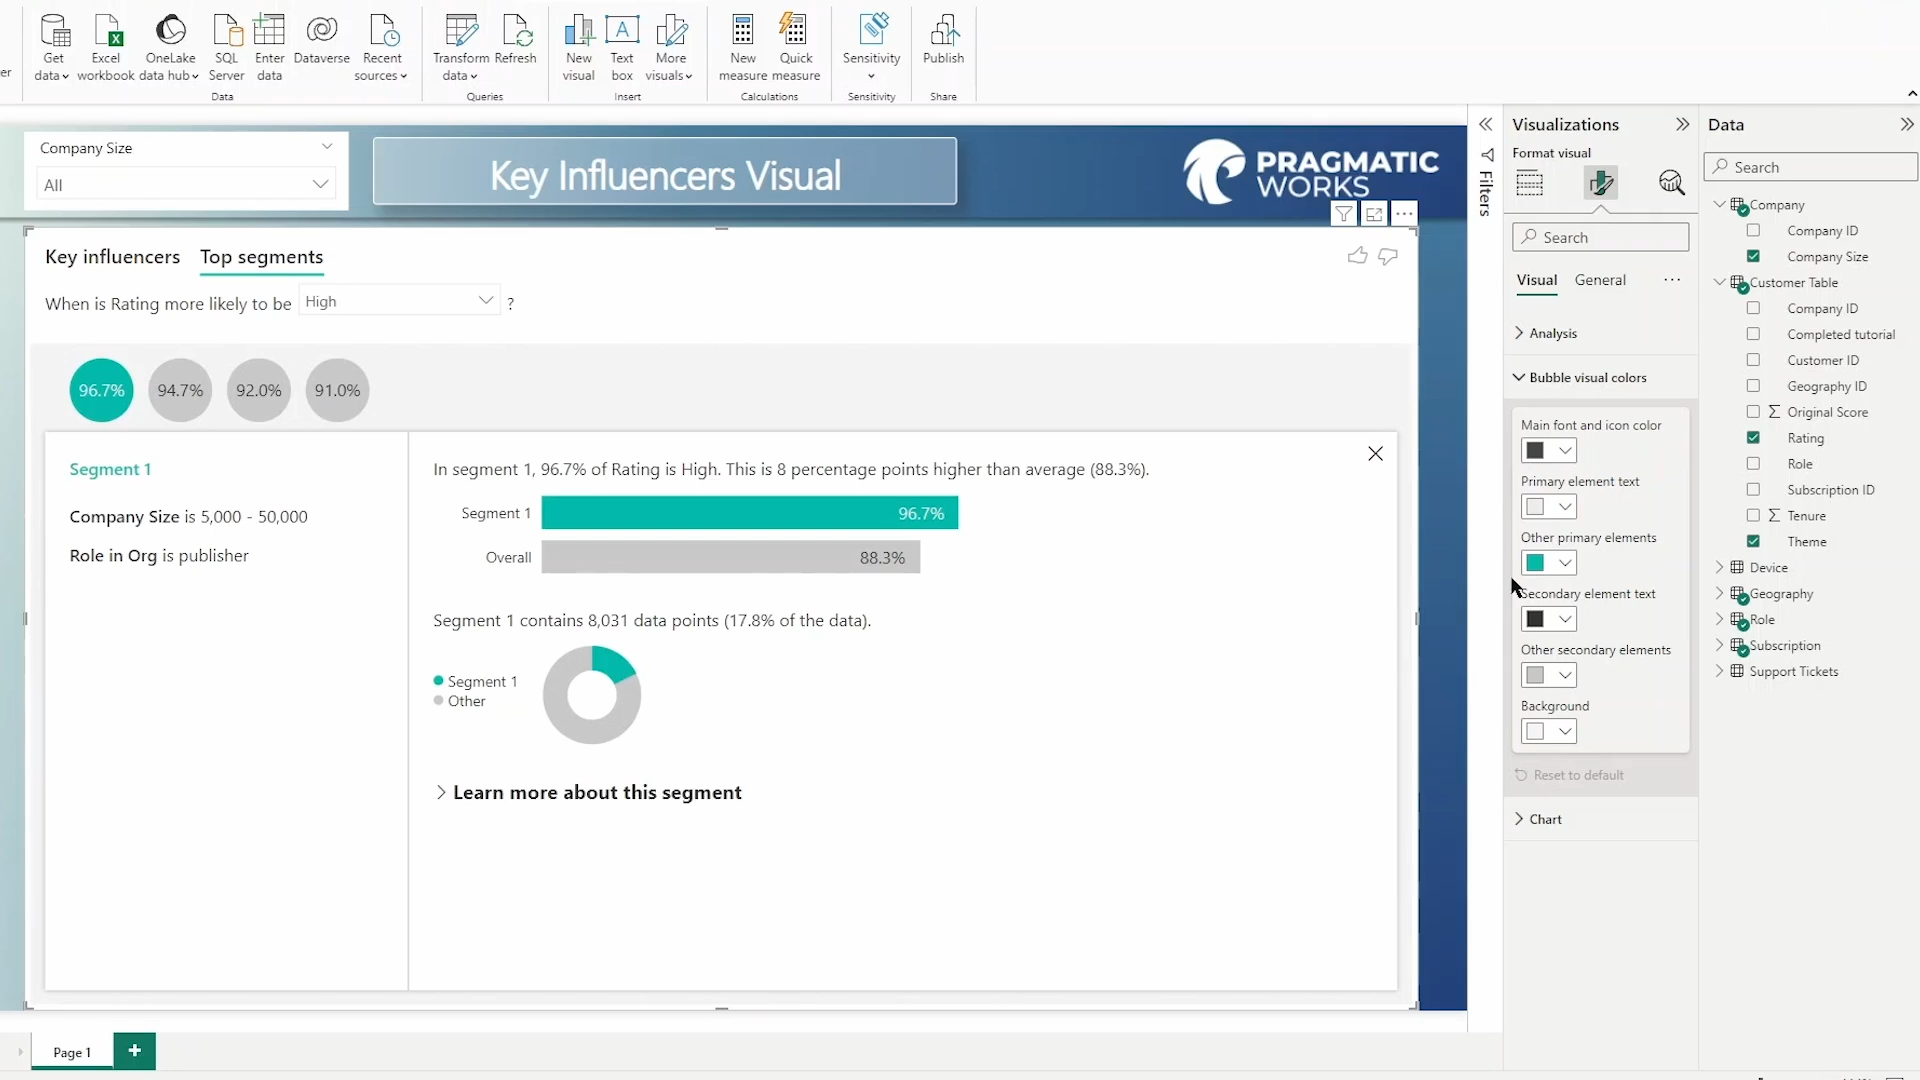 er
Get
data
Excel
workbook
OneLake
data hub
SQL
Server
Enter
data
Dataverse
Recent
sources
Data
Transform
data
Refresh
Queries
New
visual
Text
box
More
visuals
Insert
New
measure
Quick
measure
Calculations
Sensitivity
Sensitivity
Publish
Share
Company Size
All
Key Influencers Visual
PRAGMATIC
WORKS
Key influencers
Top segments
When is Rating more likely to be
High
?
96.7%
94.7%
92.0%
91.0%
Segment 1
Company Size is 5,000 - 50,000
Role in Org is publisher
In segment 1, 96.7% of Rating is High. This is 8 percentage points higher than average (88.3%).
Segment 1
96.7%
Overall
88.3%
Segment 1 contains 8,031 data points (17.8% of the data).
Segment 1
Other
Learn more about this segment
Page 1
Filters
Visualizations
Format visual
Search
Visual
General
Analysis
Bubble visual colors
Main font and icon color
Primary element text
Other primary elements
Secondary element text
Other secondary elements
Background
Reset to default
Chart
Data
Search
Company
Company ID
Company Size
Customer Table
Company ID
Completed tutorial
Customer ID
Geography ID
Original Score
Rating
Role
Subscription ID
Tenure
Theme
Device
Geography
Role
Subscription
Support Tickets